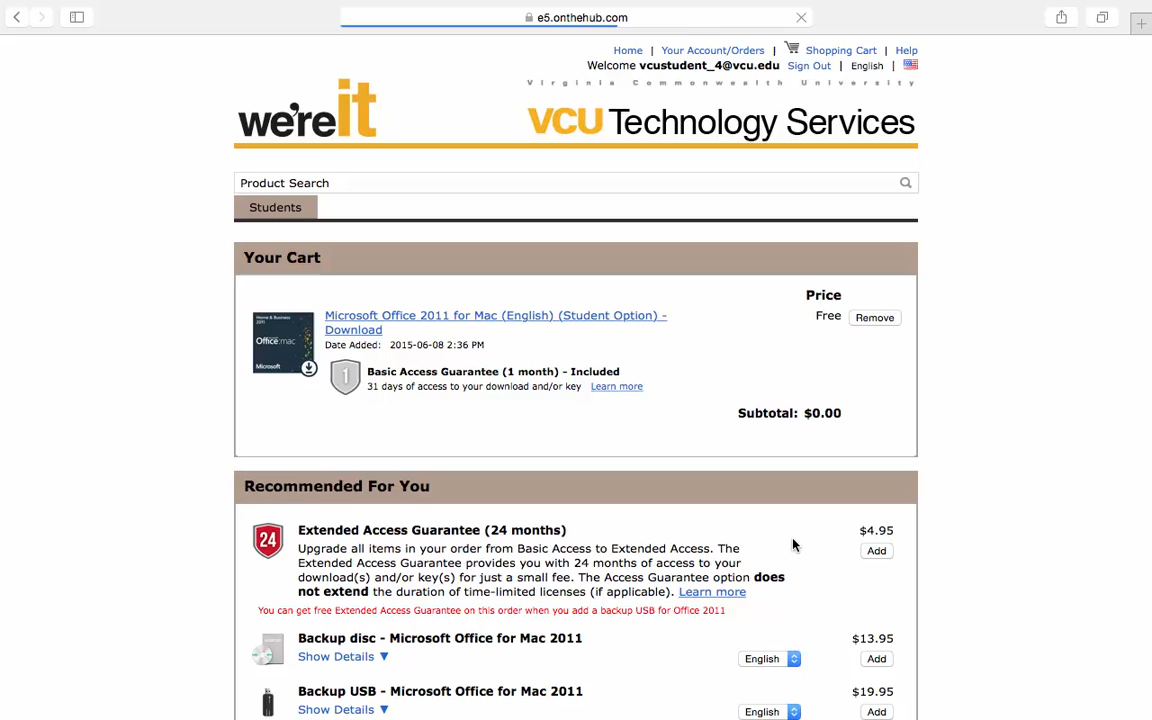 e5.onthehub.com
Home | Your Account/Orders | Shopping Cart | Help
Welcome vcustudent_4@vcu.edu Sign Out | English |
Virginia Commonwealth University
we're it
VCU Technology Services
Product Search
Students
Your Cart
Price
Microsoft Office 2011 for Mac (English) (Student Option) - Free Remove
Download
Date Added: 2015-06-08 2:36 PM
Home & Business
2011
Office:mac
Microsoft
1
Basic Access Guarantee (1 month) - Included
31 days of access to your download and/or key Learn more
Subtotal: $0.00
Recommended For You
24
Extended Access Guarantee (24 months) $4.95
Upgrade all items in your order from Basic Access to Extended Access. The Add
Extended Access Guarantee provides you with 24 months of access to your
download(s) and/or key(s) for just a small fee. The Access Guarantee option does
not extend the duration of time-limited licenses (if applicable). Learn more
You can get free Extended Access Guarantee on this order when you add a backup USB for Office 2011
Backup disc - Microsoft Office for Mac 2011 $13.95
Show Details ▼ English Add
Backup USB - Microsoft Office for Mac 2011 $19.95
Show Details ▼ English Add